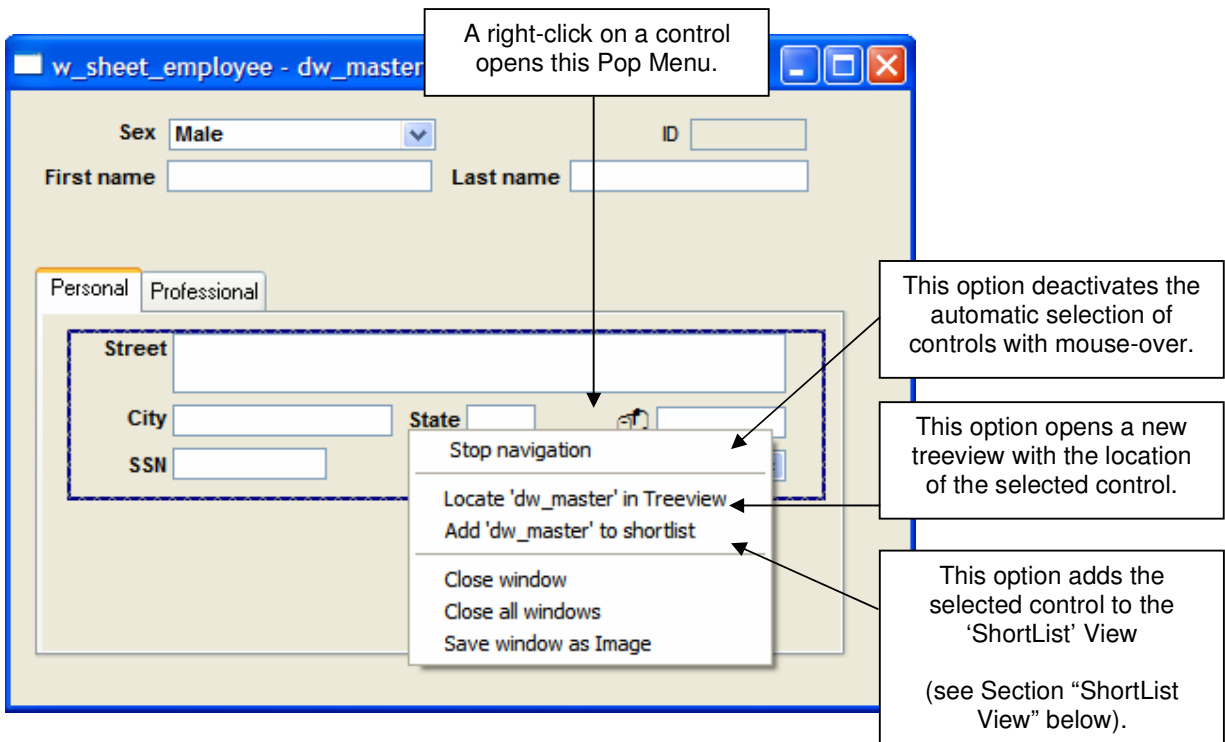 A right-click on a control
opens this Pop Menu.
w_sheet_employee - dw_master
Sex Male ID
First name Last name
Personal Professional
Street
City State
SSN
Stop navigation
Locate 'dw_master' in Treeview
Add 'dw_master' to shortlist
Close window
Close all windows
Save window as Image
This option deactivates the
automatic selection of
controls with mouse-over.
This option opens a new
treeview with the location
of the selected control.
This option adds the
selected control to the
‘ShortList’ View
(see Section “ShortList
View” below).